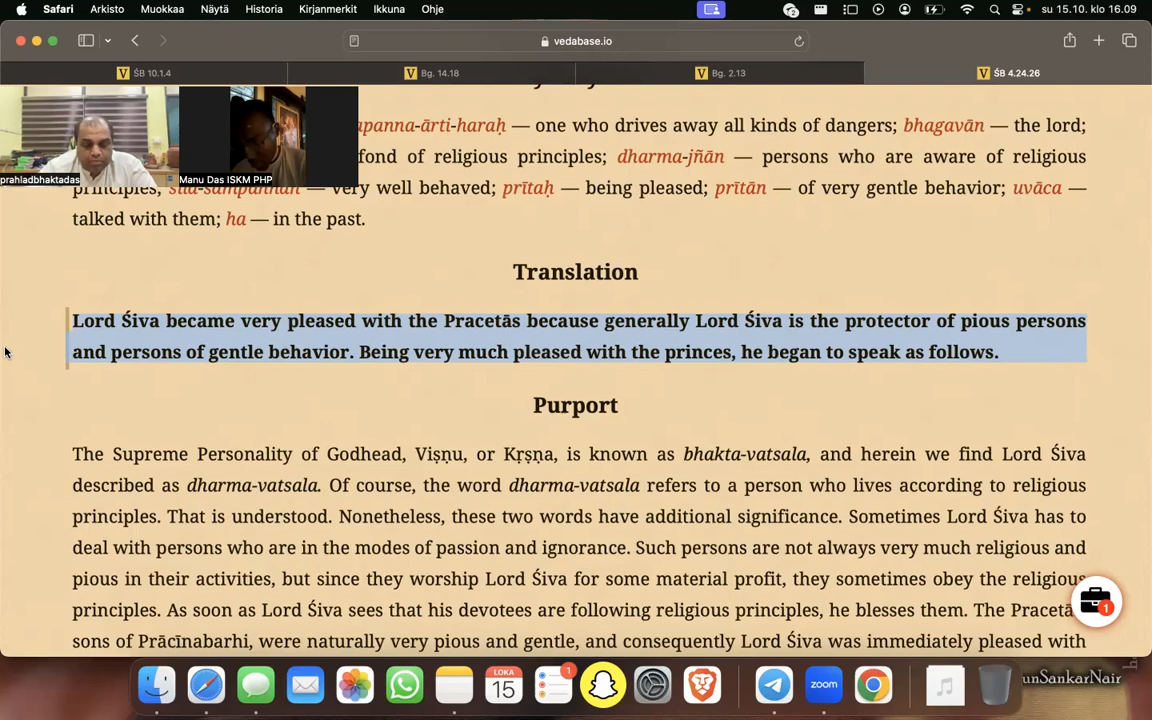 Safari Arkisto Muokkaa Näytä Historia Kirjanmerkit Ikkuna Ohje su 15.10. klo 16.09
vedabase.io
ŚB 10.1.4 Bg. 14.18 Bg. 2.13 ŚB 4.24.26
apanna-ārti-haraḥ — one who drives away all kinds of dangers; bhagavān — the lord;
fond of religious principles; dharma-jñān — persons who are aware of religious
prahladbhaktadas Manu Das ISKM PHP
principles; śīla-sampannān — very well behaved; prītaḥ — being pleased; prītān — of very gentle behavior; uvāca —
talked with them; ha — in the past.
Translation
Lord Śiva became very pleased with the Pracetās because generally Lord Śiva is the protector of pious persons
and persons of gentle behavior. Being very much pleased with the princes, he began to speak as follows.
Purport
The Supreme Personality of Godhead, Viṣṇu, or Kṛṣṇa, is known as bhakta-vatsala, and herein we find Lord Śiva
described as dharma-vatsala. Of course, the word dharma-vatsala refers to a person who lives according to religious
principles. That is understood. Nonetheless, these two words have additional significance. Sometimes Lord Śiva has to
deal with persons who are in the modes of passion and ignorance. Such persons are not always very much religious and
pious in their activities, but since they worship Lord Śiva for some material profit, they sometimes obey the religious
principles. As soon as Lord Śiva sees that his devotees are following religious principles, he blesses them. The Pracetā
1
sons of Prācīnabarhi, were naturally very pious and gentle, and consequently Lord Śiva was immediately pleased with
LOKA
15
1
zoom
unSankarNair